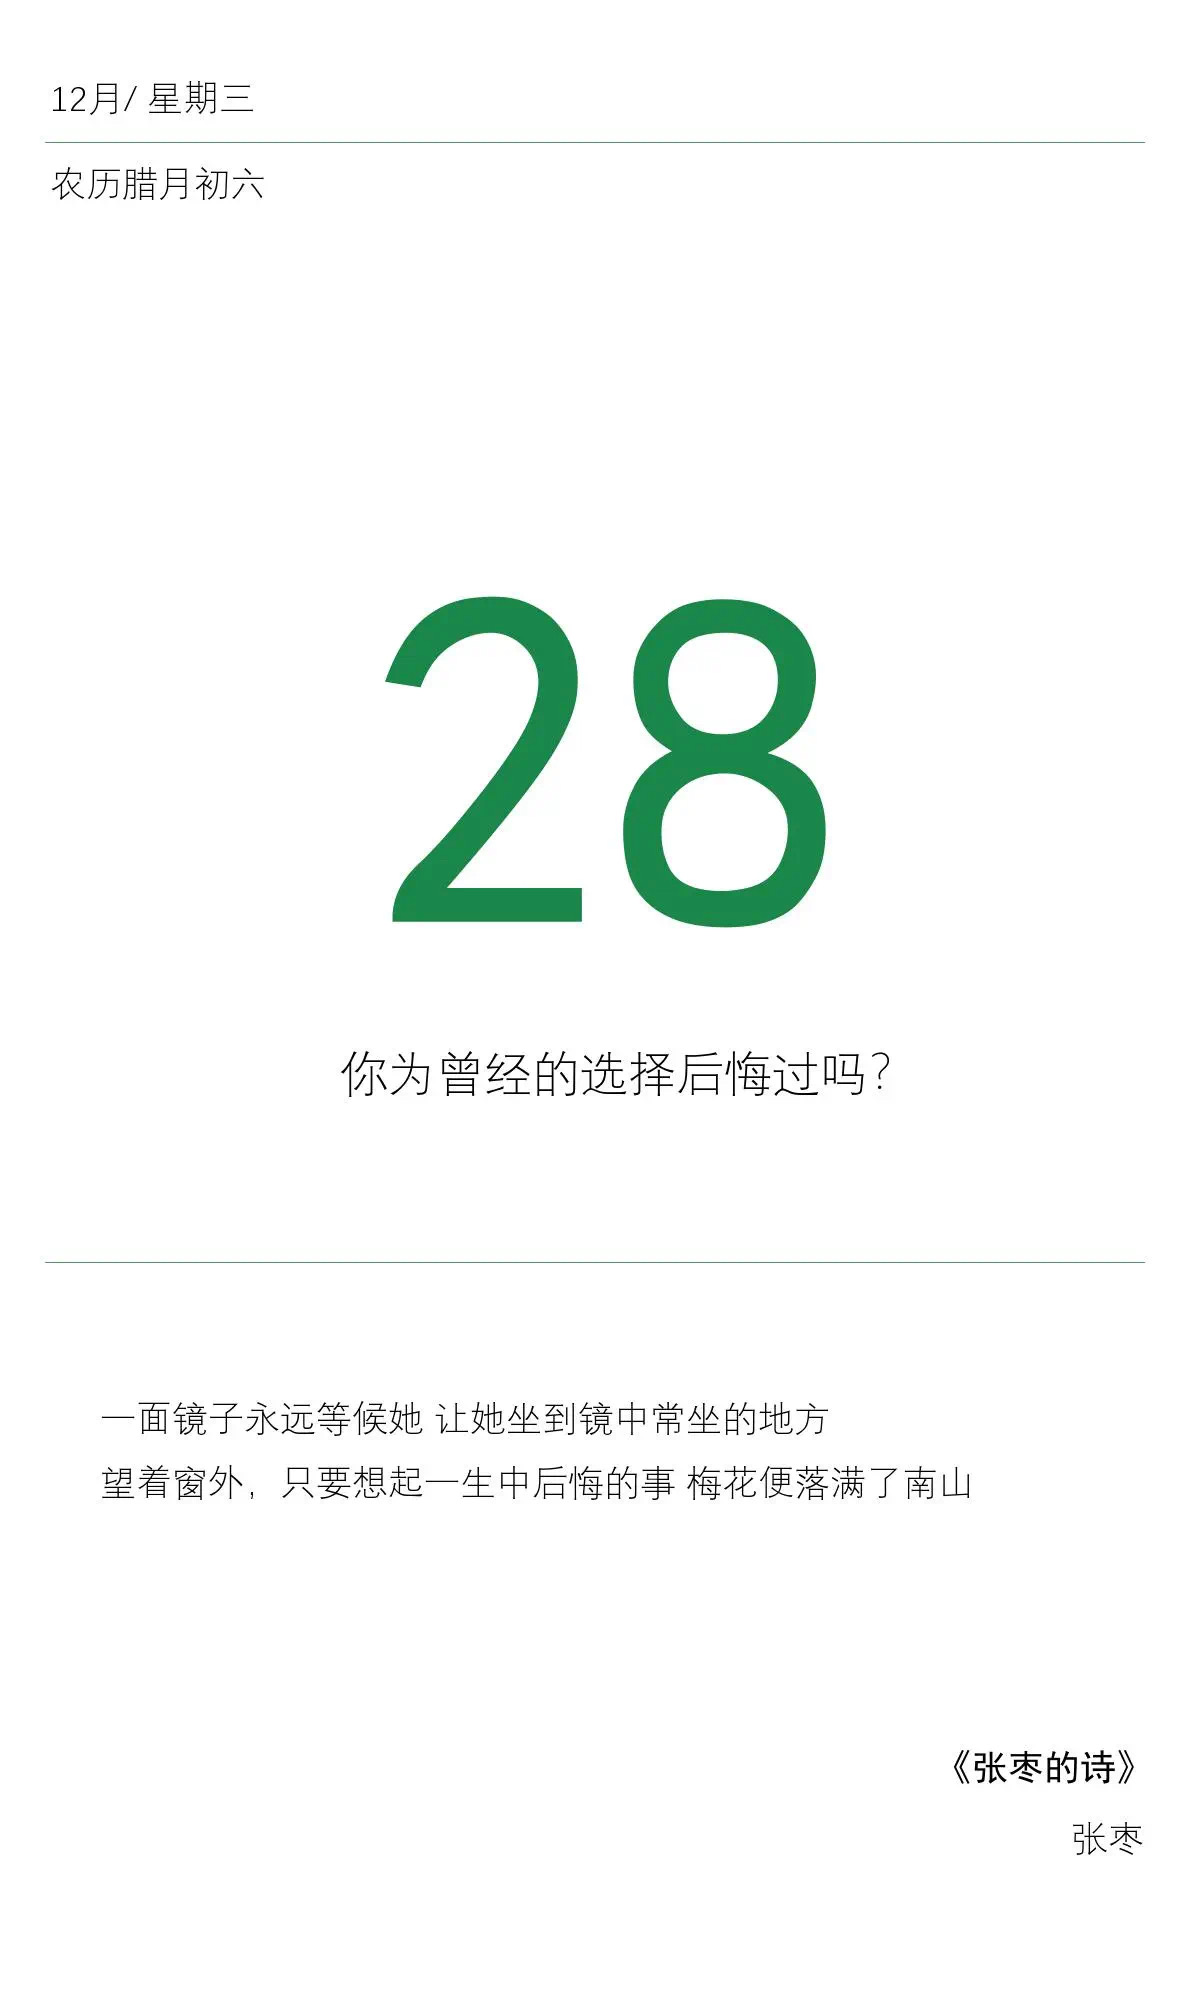 12月/ 星期三
农历腊月初六
28
你为曾经的选择后悔过吗？
一面镜子永远等候她 让她坐到镜中常坐的地方
望着窗外，只要想起一生中后悔的事 梅花便落满了南山
《张枣的诗》
张枣